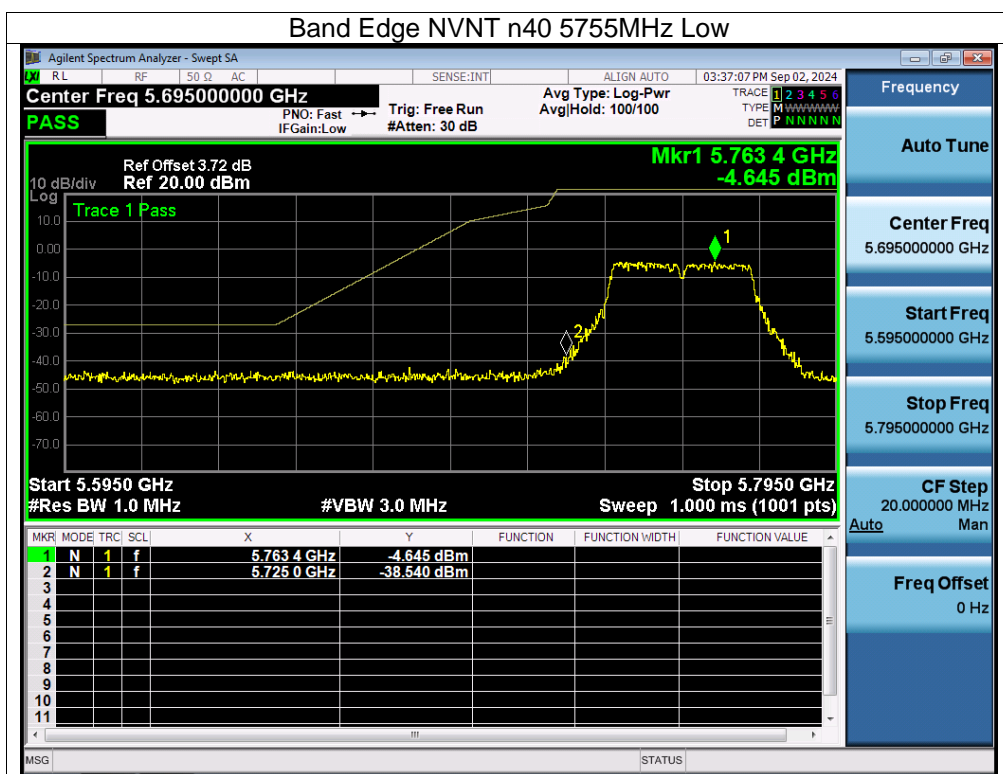 Band Edge NVNT n40 5755MHz Low
Agilent Spectrum Analyzer - Swept SA
LXI RL RF 50 Ω AC SENSE:INT ALIGN AUTO 03:37:07 PM Sep 02, 2024
Center Freq 5.695000000 GHz
PASS
PNO: Fast
IFGain:Low
Trig: Free Run
#Atten: 30 dB
Avg Type: Log-Pwr
Avg|Hold: 100/100
TRACE 1 2 3 4 5 6
TYPE M WWWWW
DET P N N N N N
Frequency
Auto Tune
Center Freq
5.695000000 GHz
Start Freq
5.595000000 GHz
Stop Freq
5.795000000 GHz
CF Step
20.000000 MHz
Auto Man
Freq Offset
0 Hz
Ref Offset 3.72 dB
10 dB/div Ref 20.00 dBm
Log
Mkr1 5.763 4 GHz
-4.645 dBm
Trace 1 Pass
10.0
0.00
-10.0
-20.0
-30.0
-40.0
-50.0
-60.0
-70.0
1
2
Start 5.5950 GHz Stop 5.7950 GHz
#Res BW 1.0 MHz #VBW 3.0 MHz Sweep 1.000 ms (1001 pts)
MKR MODE TRC SCL X Y FUNCTION FUNCTION WIDTH FUNCTION VALUE
1 N 1 f 5.763 4 GHz -4.645 dBm
2 N 1 f 5.725 0 GHz -38.540 dBm
3
4
5
6
7
8
9
10
11
MSG STATUS